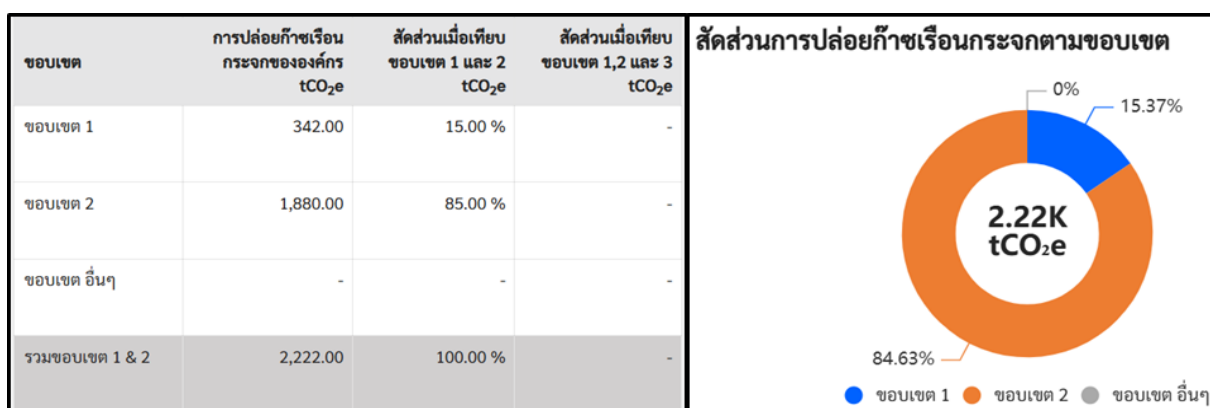 ขอบเขต
การปล่อยก๊าซเรือน
กระจกขององค์กร
tCO₂e
สัดส่วนเมื่อเทียบ
ขอบเขต 1 และ 2
tCO₂e
สัดส่วนเมื่อเทียบ
ขอบเขต 1,2 และ 3
tCO₂e
ขอบเขต 1 342.00 15.00 % -
ขอบเขต 2 1,880.00 85.00 % -
ขอบเขต อื่นๆ - - -
รวมขอบเขต 1 & 2 2,222.00 100.00 % -
สัดส่วนการปล่อยก๊าซเรือนกระจกตามขอบเขต
0%
15.37%
2.22K
tCO₂e
84.63%
ขอบเขต 1 ขอบเขต 2 ขอบเขต อื่นๆ